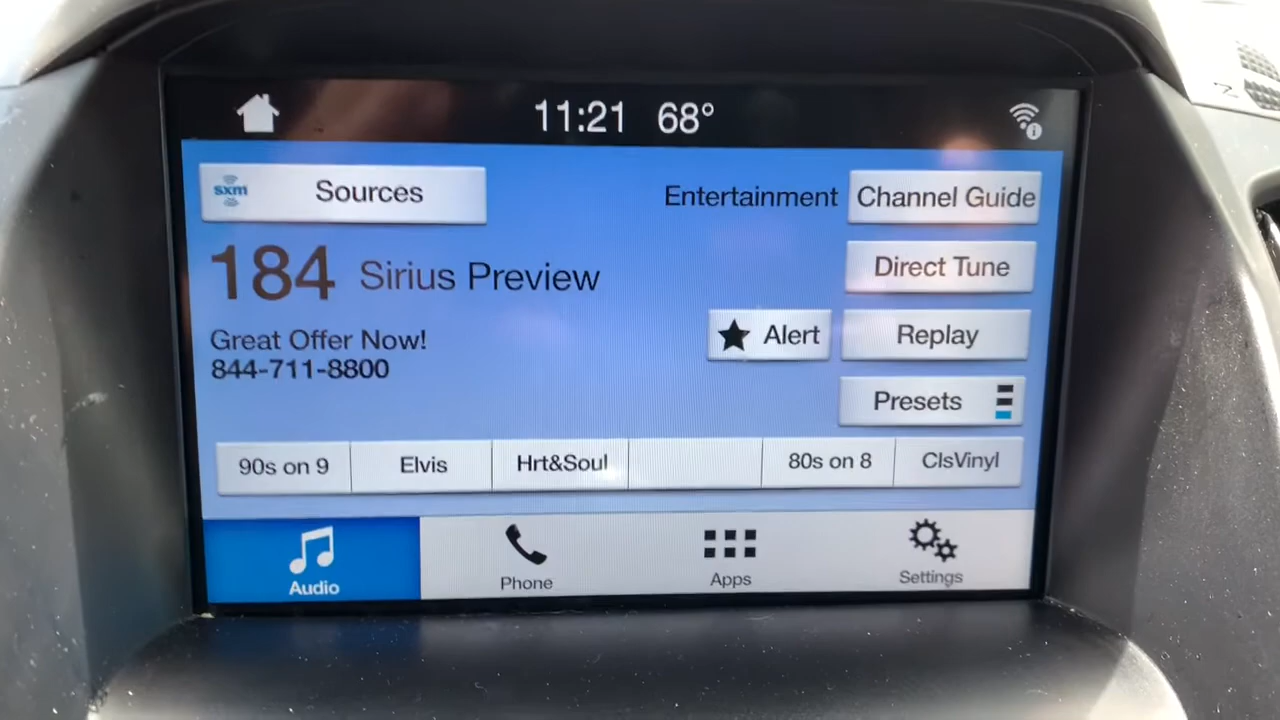 11:21 68°
sxm Sources
Entertainment Channel Guide
184 Sirius Preview
Direct Tune
Great Offer Now!
844-711-8800
Alert
Replay
Presets
90s on 9 Elvis Hrt&Soul 80s on 8 ClsVinyl
Audio Phone Apps Settings